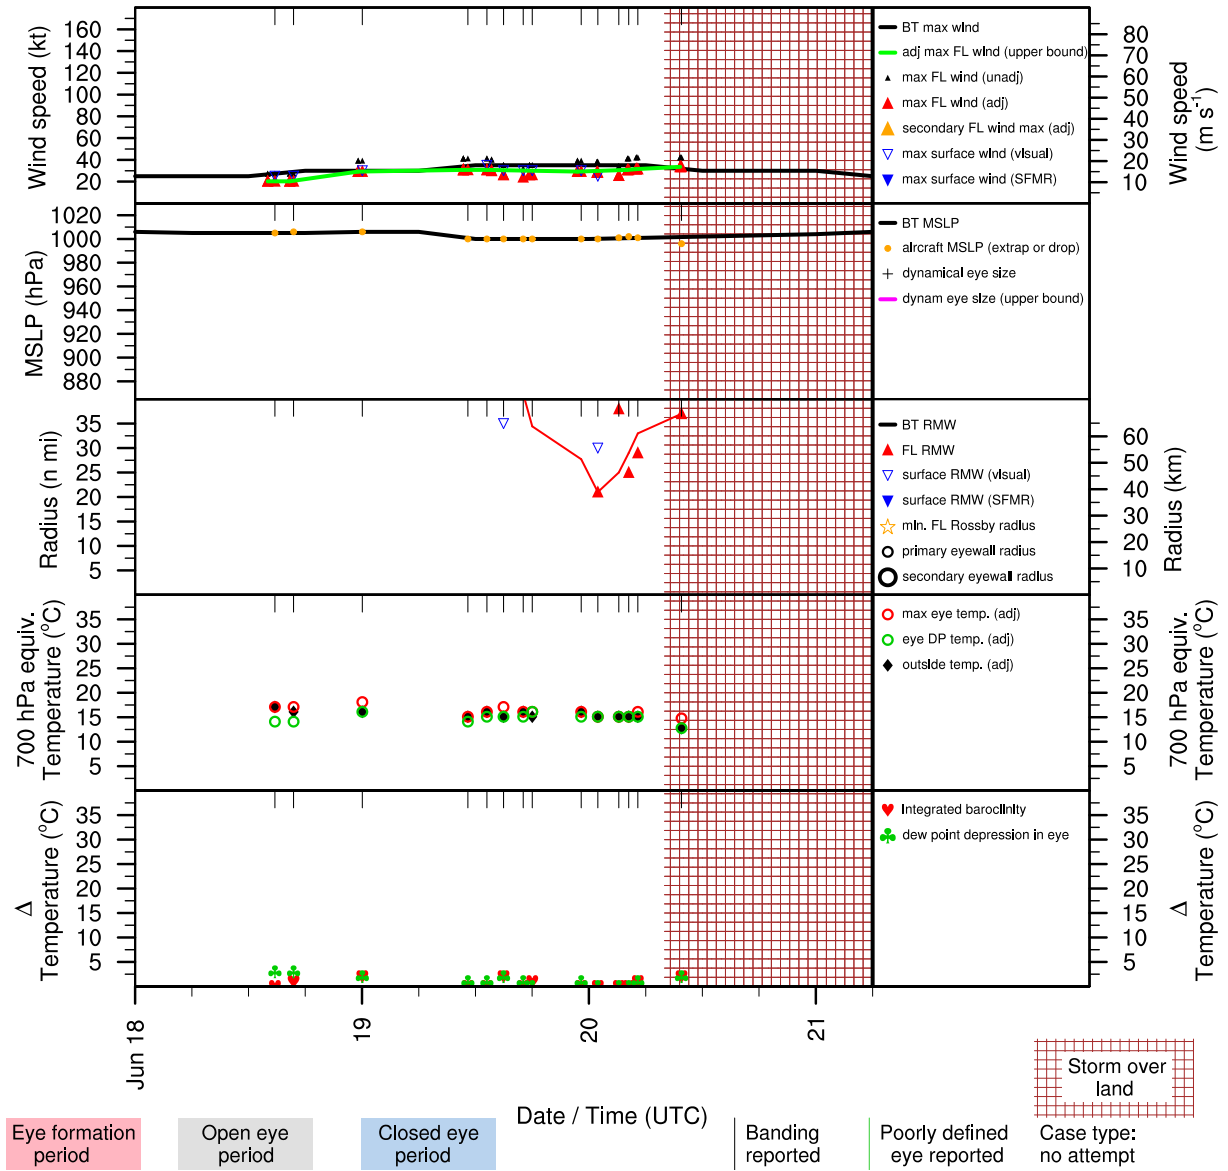 Wind speed (kt)
160
140
120
100
80
60
40
20
BT max wind
adj max FL wind (upper bound)
max FL wind (unadj)
max FL wind (adj)
secondary FL wind max (adj)
max surface wind (visual)
max surface wind (SFMR)
80
70
60
50
40
30
20
10
Wind speed
(m s⁻¹)
MSLP (hPa)
1020
1000
980
960
940
920
900
880
BT MSLP
aircraft MSLP (extrap or drop)
dynamical eye size
dynam eye size (upper bound)
Radius (n mi)
35
30
25
20
15
10
5
BT RMW
FL RMW
surface RMW (visual)
surface RMW (SFMR)
min. FL Rossby radius
primary eyewall radius
secondary eyewall radius
60
50
40
30
20
10
Radius (km)
700 hPa equiv.
Temperature (°C)
35
30
25
20
15
10
5
max eye temp. (adj)
eye DP temp. (adj)
outside temp. (adj)
35
30
25
20
15
10
5
700 hPa equiv.
Temperature (°C)
Δ
Temperature (°C)
35
30
25
20
15
10
5
Integrated baroclinity
dew point depression in eye
35
30
25
20
15
10
5
Δ
Temperature (°C)
Jun 18
19
20
21
Date / Time (UTC)
Storm over
land
Eye formation
period
Open eye
period
Closed eye
period
Banding
reported
Poorly defined
eye reported
Case type:
no attempt